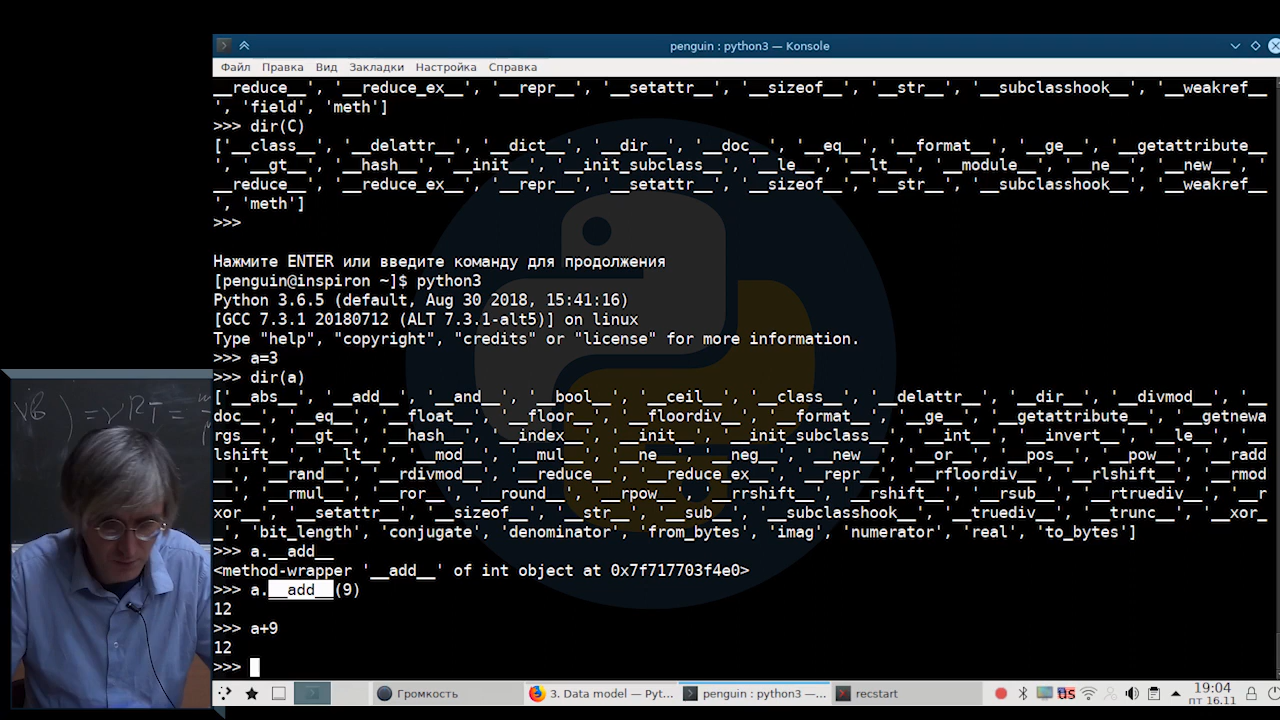 penguin : python3 — Konsole
Файл Правка Вид Закладки Настройка Справка
__reduce__', '__reduce_ex__', '__repr__', '__setattr__', '__sizeof__', '__str__', '__subclasshook__', '__weakref__
', 'field', 'meth']
>>> dir(C)
['__class__', '__delattr__', '__dict__', '__dir__', '__doc__', '__eq__', '__format__', '__ge__', '__getattribute__
', '__gt__', '__hash__', '__init__', '__init_subclass__', '__le__', '__lt__', '__module__', '__ne__', '__new__', '
__reduce__', '__reduce_ex__', '__repr__', '__setattr__', '__sizeof__', '__str__', '__subclasshook__', '__weakref__
', 'meth']
>>>
Нажмите ENTER или введите команду для продолжения
[penguin@inspiron ~]$ python3
Python 3.6.5 (default, Aug 30 2018, 15:41:16)
[GCC 7.3.1 20180712 (ALT 7.3.1-alt5)] on linux
Type "help", "copyright", "credits" or "license" for more information.
>>> a=3
>>> dir(a)
['__abs__', '__add__', '__and__', '__bool__', '__ceil__', '__class__', '__delattr__', '__dir__', '__divmod__', '__
doc__', '__eq__', '__float__', '__floor__', '__floordiv__', '__format__', '__ge__', '__getattribute__', '__getnewa
rgs__', '__gt__', '__hash__', '__index__', '__init__', '__init_subclass__', '__int__', '__invert__', '__le__', '__
lshift__', '__lt__', '__mod__', '__mul__', '__ne__', '__neg__', '__new__', '__or__', '__pos__', '__pow__', '__radd
__', '__rand__', '__rdivmod__', '__reduce__', '__reduce_ex__', '__repr__', '__rfloordiv__', '__rlshift__', '__rmod
__', '__rmul__', '__ror__', '__round__', '__rpow__', '__rrshift__', '__rshift__', '__rsub__', '__rtruediv__', '__r
xor__', '__setattr__', '__sizeof__', '__str__', '__sub__', '__subclasshook__', '__truediv__', '__trunc__', '__xor_
_', 'bit_length', 'conjugate', 'denominator', 'from_bytes', 'imag', 'numerator', 'real', 'to_bytes']
>>> a.__add__
<method-wrapper '__add__' of int object at 0x7f717703f4e0>
>>> a.__add__(9)
12
>>> a+9
12
>>>
Громкость
3. Data model — Pyt...
penguin : python3 —...
recstart
us
19:04
пт 16.11
) = νRT =